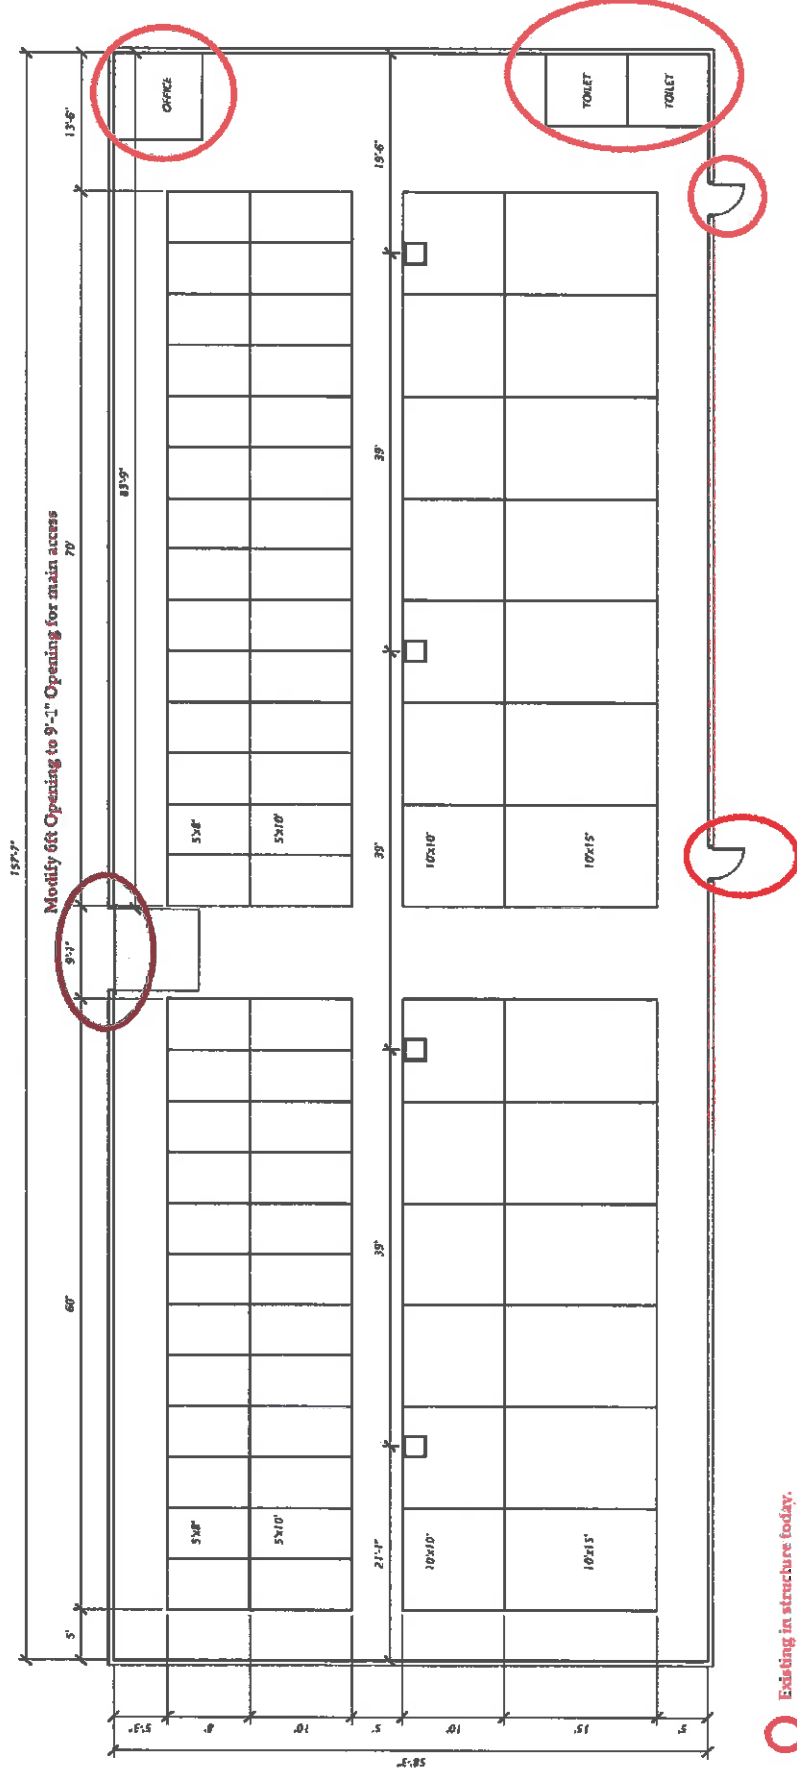 157'-7"
Modify 6ft Opening to 9'-1" Opening for main access
5'
60'
9'-1"
70'
13'-6"
83'-9"
OFFICE
5'x8'
5'x8'
5'x10'
5'x10'
21'-1"
39'
39'
39'
19'-6"
10'x10'
10'x10'
10'x15'
10'x15'
TOILET
TOILET
5'-3"
8'
10'
5'
10'
15'
5'
58'-3"
Existing in structure today.